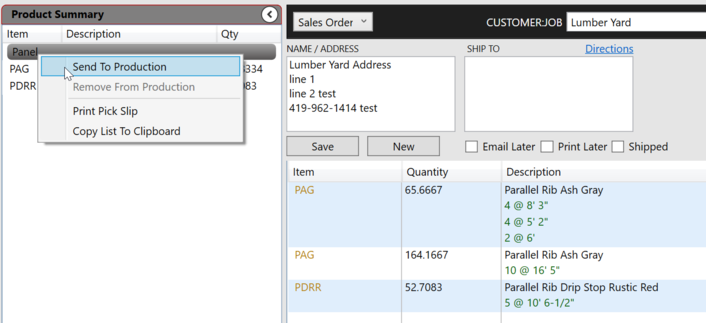 Product Summary
Item Description Qty
Panel
PAG 334
PDRR 083
Send To Production
Remove From Production
Print Pick Slip
Copy List To Clipboard
Sales Order
CUSTOMER:JOB Lumber Yard
NAME / ADDRESS
SHIP TO Directions
Lumber Yard Address
line 1
line 2 test
419-962-1414 test
Save New Email Later Print Later Shipped
Item Quantity Description
PAG 65.6667 Parallel Rib Ash Gray
4 @ 8' 3"
4 @ 5' 2"
2 @ 6'
PAG 164.1667 Parallel Rib Ash Gray
10 @ 16' 5"
PDRR 52.7083 Parallel Rib Drip Stop Rustic Red
5 @ 10' 6-1/2"